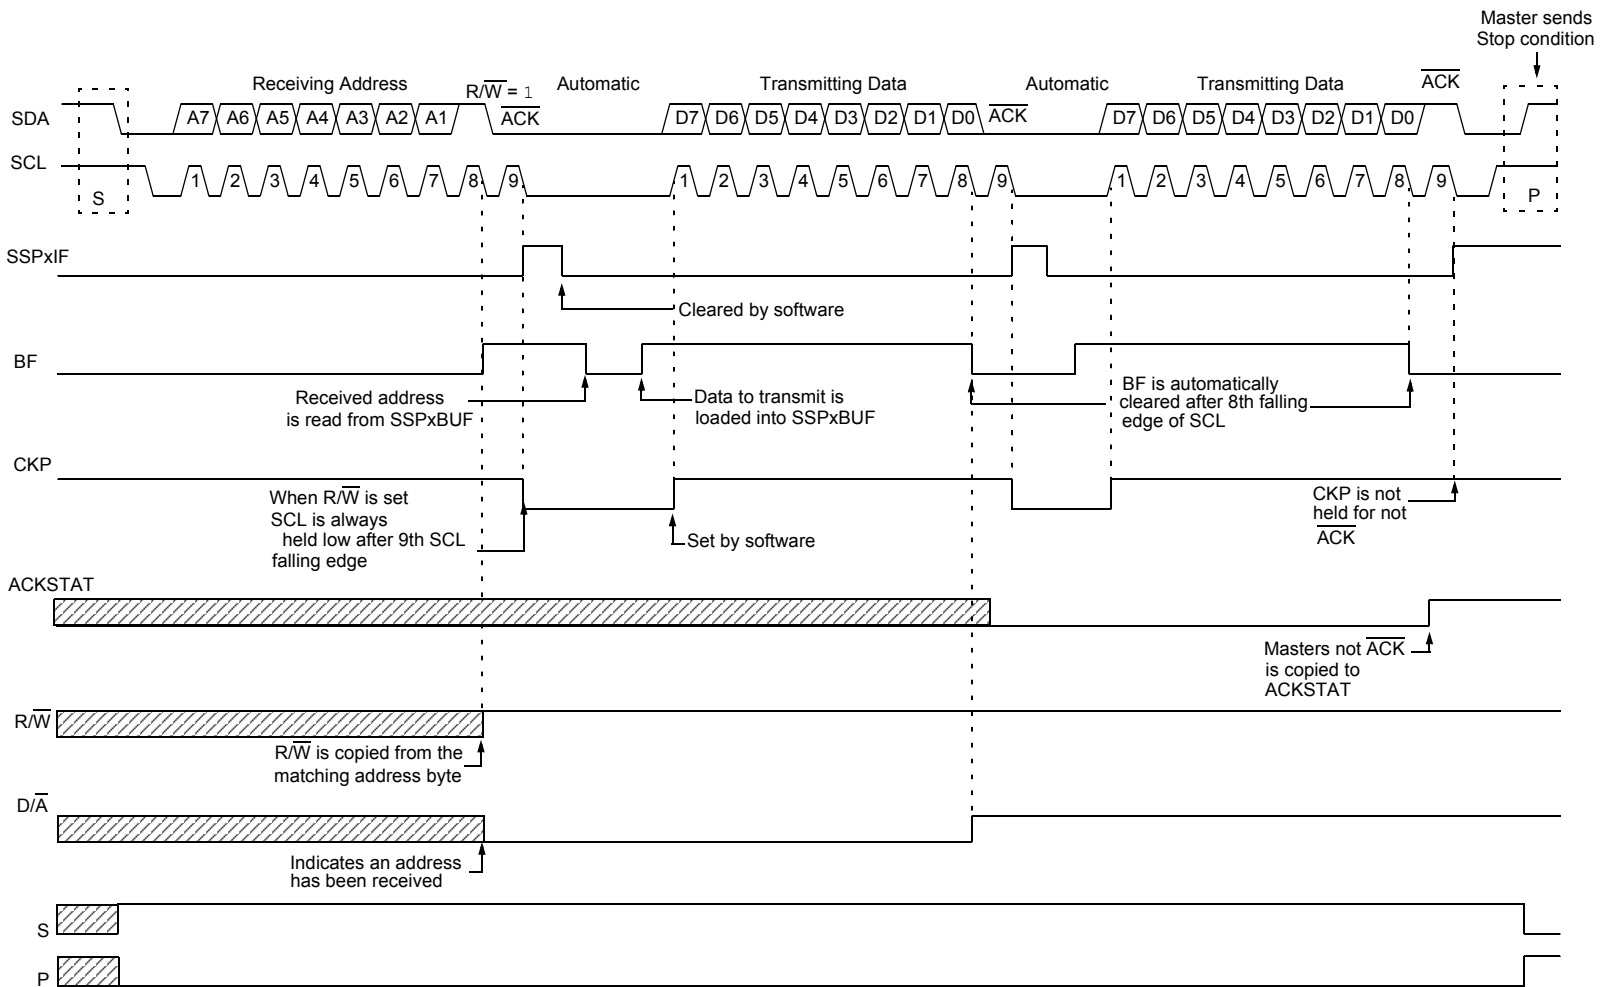 Master sends
Stop condition
Receiving Address
R/W̅ = 1
Automatic
Transmitting Data
Automatic
Transmitting Data
A̅C̅K̅
SDA
A7 A6 A5 A4 A3 A2 A1
A̅C̅K̅
D7 D6 D5 D4 D3 D2 D1 D0
A̅C̅K̅
D7 D6 D5 D4 D3 D2 D1 D0
SCL
1 2 3 4 5 6 7 8 9
1 2 3 4 5 6 7 8 9
1 2 3 4 5 6 7 8 9
S
P
SSPxIF
Cleared by software
BF
Received address
is read from SSPxBUF
Data to transmit is
loaded into SSPxBUF
BF is automatically
cleared after 8th falling
edge of SCL
CKP
When R/W̅ is set
SCL is always
held low after 9th SCL
falling edge
Set by software
CKP is not
held for not
A̅C̅K̅
ACKSTAT
Masters not A̅C̅K̅
is copied to
ACKSTAT
R/W̅
R/W̅ is copied from the
matching address byte
D/A̅
Indicates an address
has been received
S
P